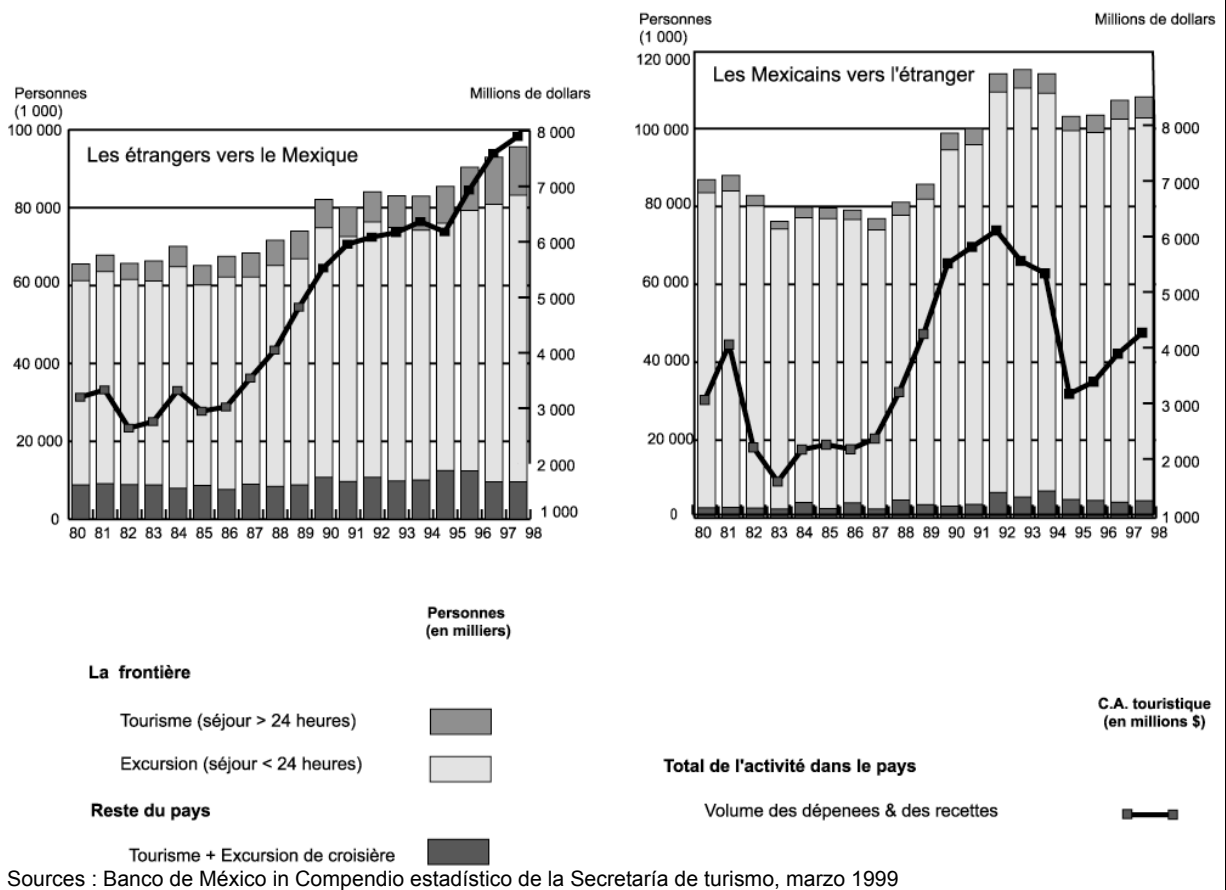 Personnes
(1 000)
Millions de dollars
Les étrangers vers le Mexique
100 000
80 000
60 000
40 000
20 000
0
8 000
7 000
6 000
5 000
4 000
3 000
2 000
1 000
80 81 82 83 84 85 86 87 88 89 90 91 92 93 94 95 96 97 98
Personnes
(1 000)
Millions de dollars
Les Mexicains vers l'étranger
120 000
100 000
80 000
60 000
40 000
20 000
0
8 000
7 000
6 000
5 000
4 000
3 000
2 000
1 000
80 81 82 83 84 85 86 87 88 89 90 91 92 93 94 95 96 97 98
Personnes
(en milliers)
La frontière
Tourisme (séjour > 24 heures)
Excursion (séjour < 24 heures)
Reste du pays
Tourisme + Excursion de croisière
C.A. touristique
(en millions $)
Total de l'activité dans le pays
Volume des dépenees & des recettes
Sources : Banco de México in Compendio estadístico de la Secretaría de turismo, marzo 1999